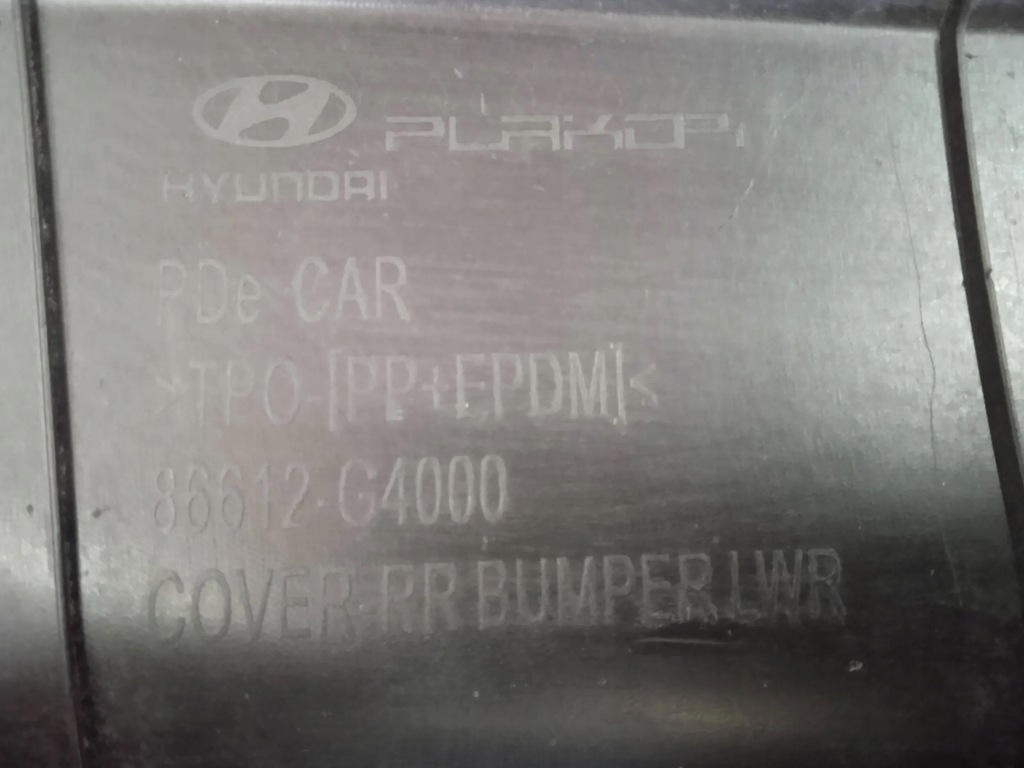 PLAKOR
HYUNDAI
PDe CAR
>TPO-[PP+EPDM]<
86612-G4000
COVER-RR BUMPER,LWR